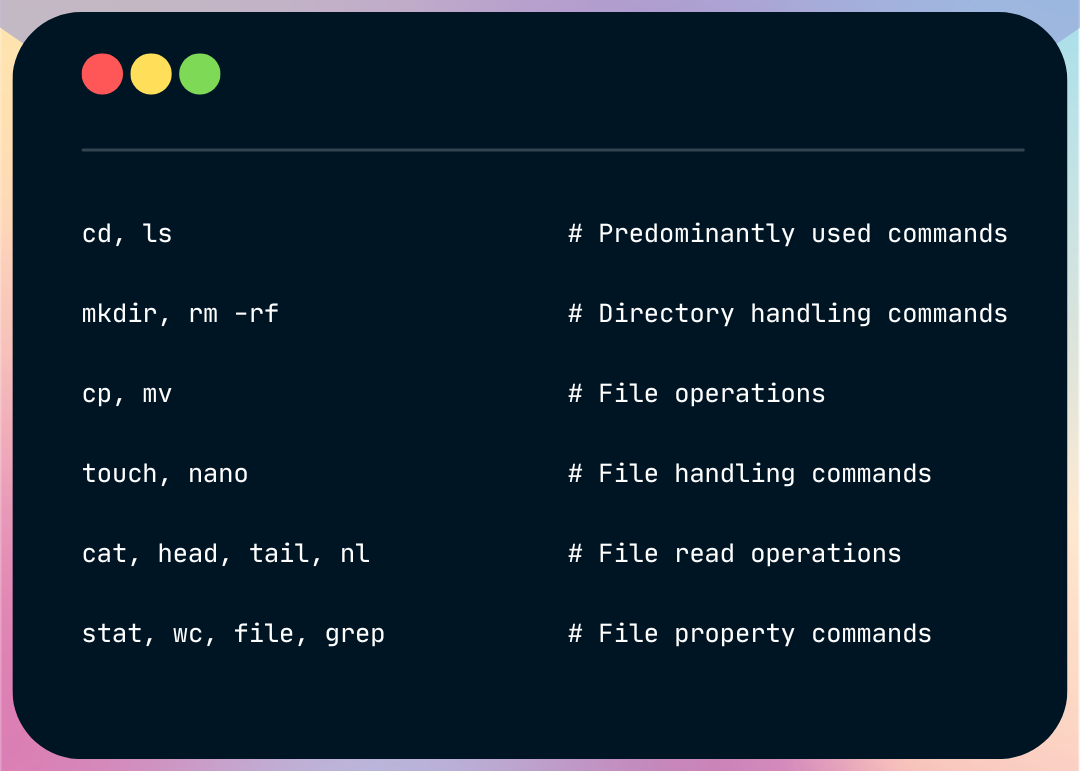 cd, ls # Predominantly used commands
mkdir, rm -rf # Directory handling commands
cp, mv # File operations
touch, nano # File handling commands
cat, head, tail, nl # File read operations
stat, wc, file, grep # File property commands